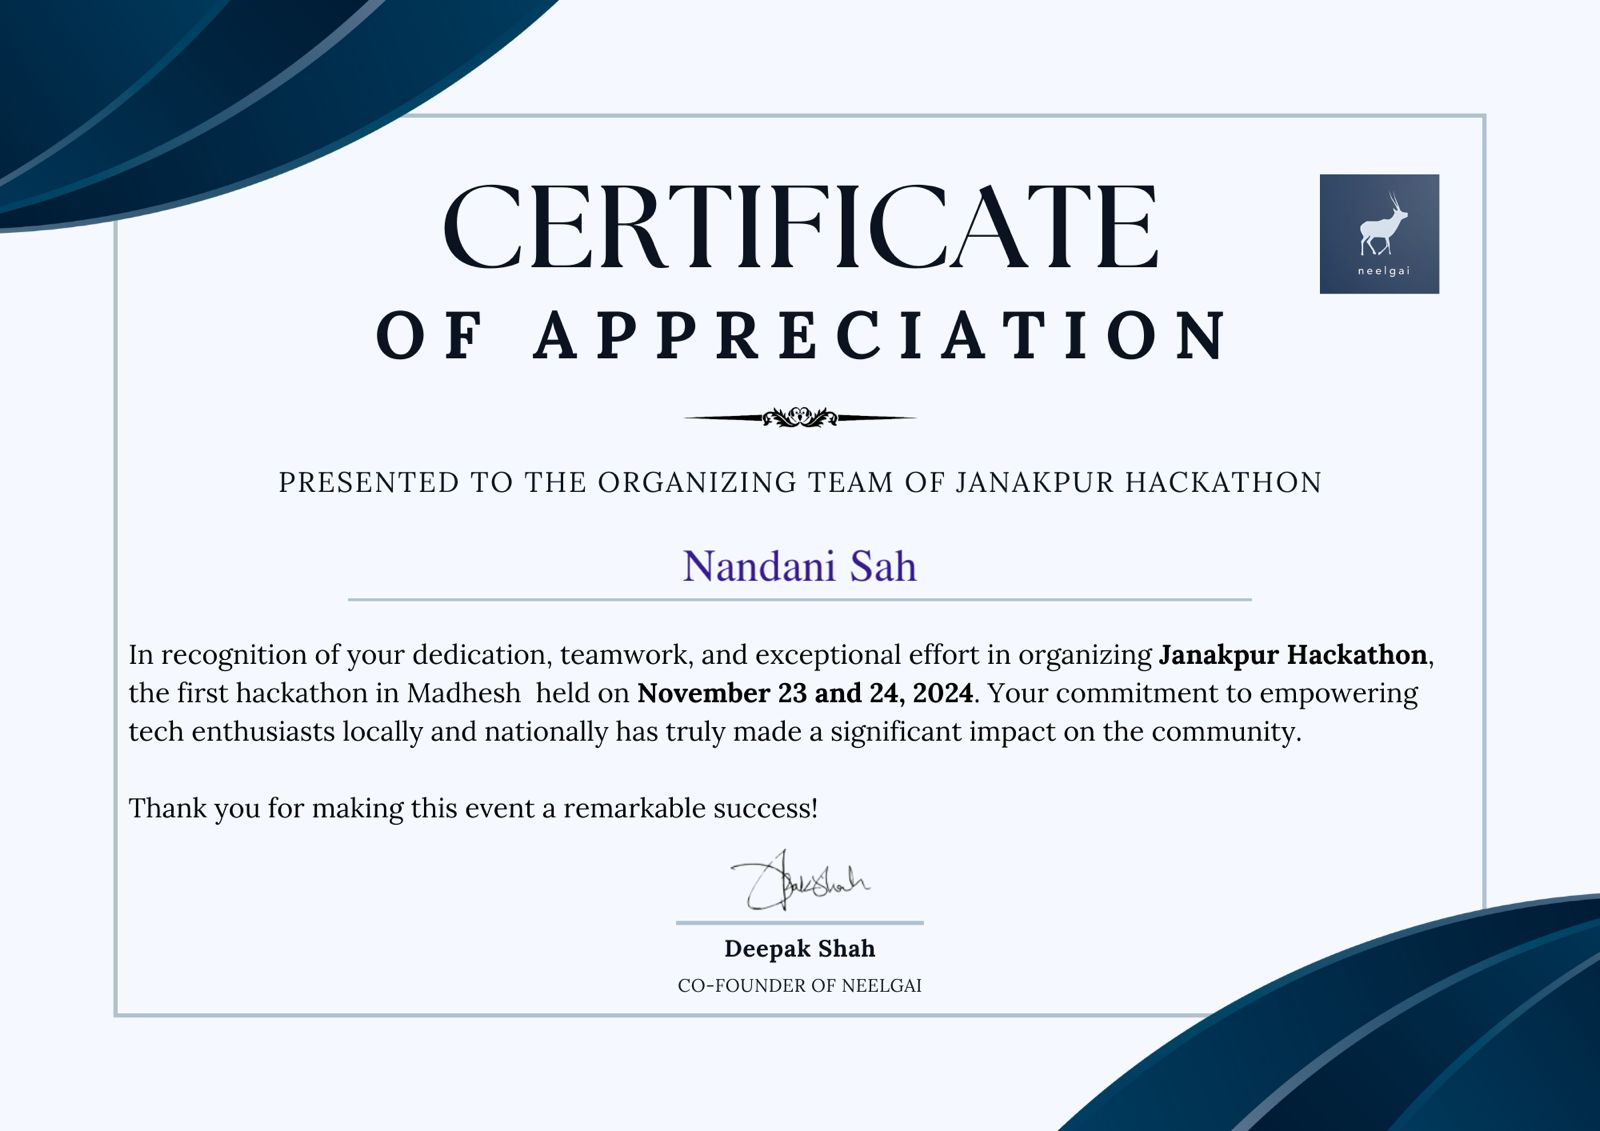 CERTIFICATE
neelgai
OF APPRECIATION
PRESENTED TO THE ORGANIZING TEAM OF JANAKPUR HACKATHON
Nandani Sah
In recognition of your dedication, teamwork, and exceptional effort in organizing Janakpur Hackathon,
the first hackathon in Madhesh  held on November 23 and 24, 2024. Your commitment to empowering
tech enthusiasts locally and nationally has truly made a significant impact on the community.
Thank you for making this event a remarkable success!
DeepakShah
Deepak Shah
CO-FOUNDER OF NEELGAI